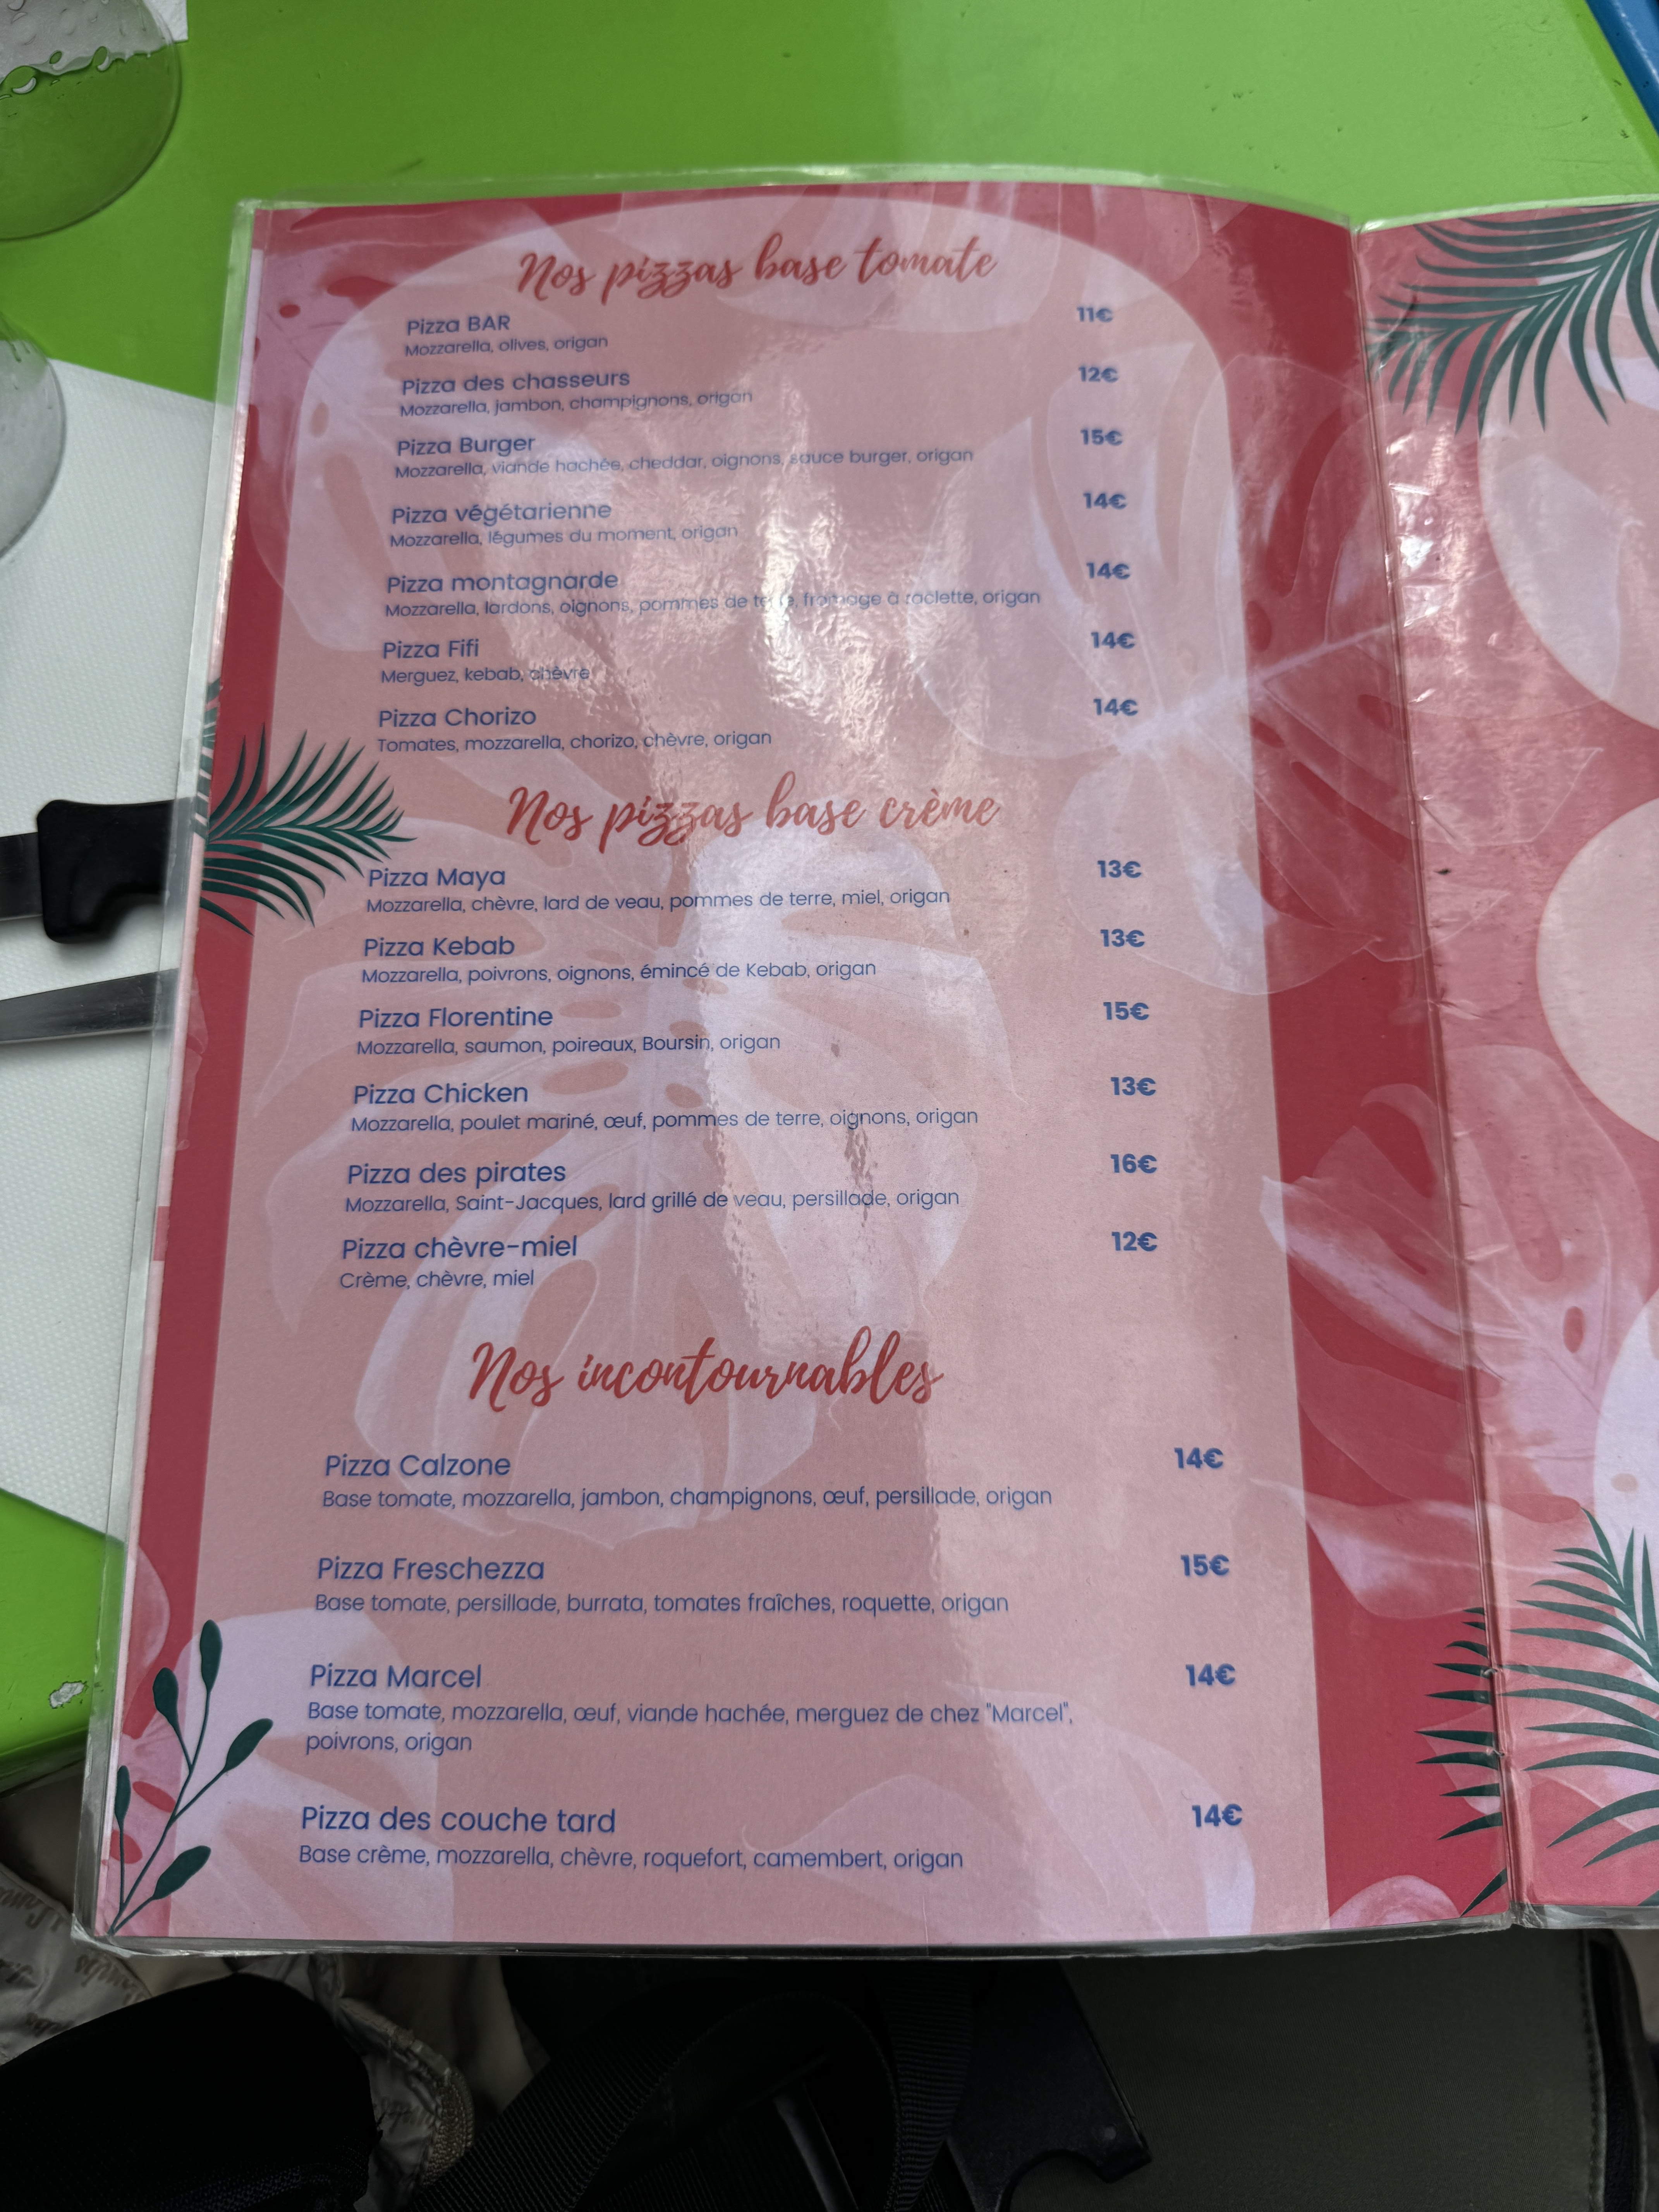 Nos pizzas base tomate
Pizza BAR 11€
Mozzarella, olives, origan
Pizza des chasseurs 12€
Mozzarella, jambon, champignons, origan
Pizza Burger 15€
Mozzarella, viande hachée, cheddar, oignons, sauce burger, origan
Pizza végétarienne 14€
Mozzarella, légumes du moment, origan
Pizza montagnarde 14€
Mozzarella, lardons, oignons, pommes de terre, fromage à raclette, origan
Pizza Fifi 14€
Merguez, kebab, chèvre
Pizza Chorizo 14€
Tomates, mozzarella, chorizo, chèvre, origan
Nos pizzas base crème
Pizza Maya 13€
Mozzarella, chèvre, lard de veau, pommes de terre, miel, origan
Pizza Kebab 13€
Mozzarella, poivrons, oignons, émincé de Kebab, origan
Pizza Florentine 15€
Mozzarella, saumon, poireaux, Boursin, origan
Pizza Chicken 13€
Mozzarella, poulet mariné, œuf, pommes de terre, oignons, origan
Pizza des pirates 16€
Mozzarella, Saint-Jacques, lard grillé de veau, persillade, origan
Pizza chèvre-miel 12€
Crème, chèvre, miel
Nos incontournables
Pizza Calzone 14€
Base tomate, mozzarella, jambon, champignons, œuf, persillade, origan
Pizza Freschezza 15€
Base tomate, persillade, burrata, tomates fraîches, roquette, origan
Pizza Marcel 14€
Base tomate, mozzarella, œuf, viande hachée, merguez de chez "Marcel",
poivrons, origan
Pizza des couche tard 14€
Base crème, mozzarella, chèvre, roquefort, camembert, origan